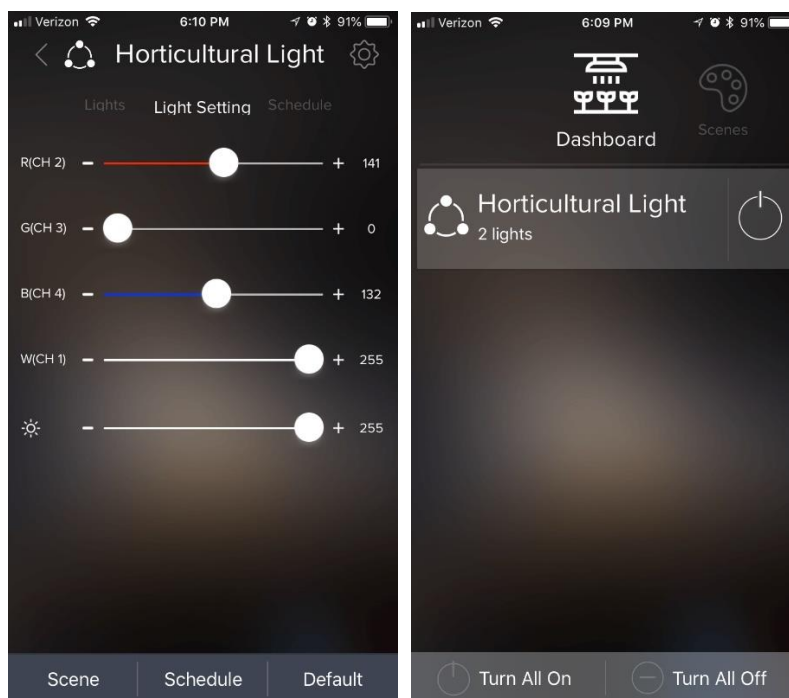 Verizon 6:10 PM 91%
Horticultural Light
Lights Light Setting Schedule
R(CH 2) - + 141
G(CH 3) - + 0
B(CH 4) - + 132
W(CH 1) - + 255
- + 255
Scene Schedule Default
Verizon 6:09 PM 91%
Dashboard Scenes
Horticultural Light
2 lights
Turn All On Turn All Off